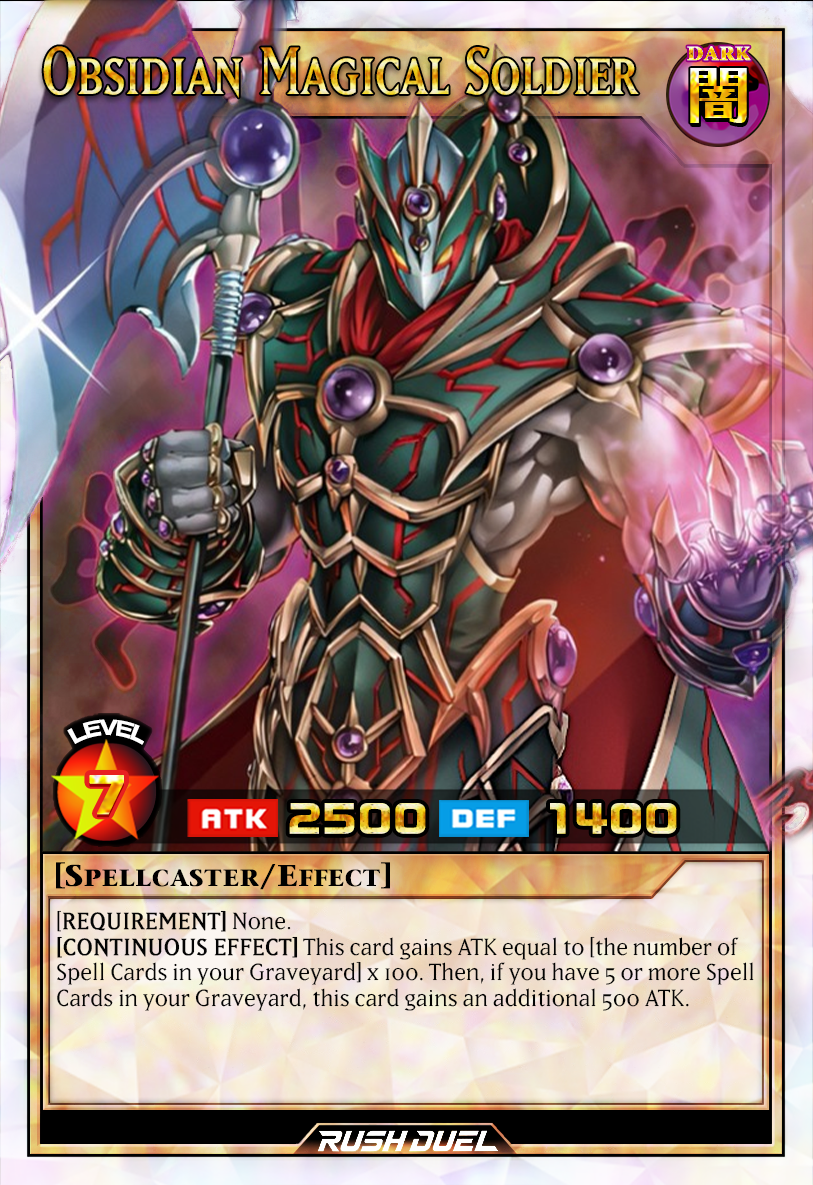 OBSIDIAN MAGICAL SOLDIER
DARK
闇
LEVEL
7
ATK 2500 DEF 1400
[SPELLCASTER/EFFECT]
[REQUIREMENT] None.
[CONTINUOUS EFFECT] This card gains ATK equal to [the number of
Spell Cards in your Graveyard] x 100. Then, if you have 5 or more Spell
Cards in your Graveyard, this card gains an additional 500 ATK.
RUSH DUEL